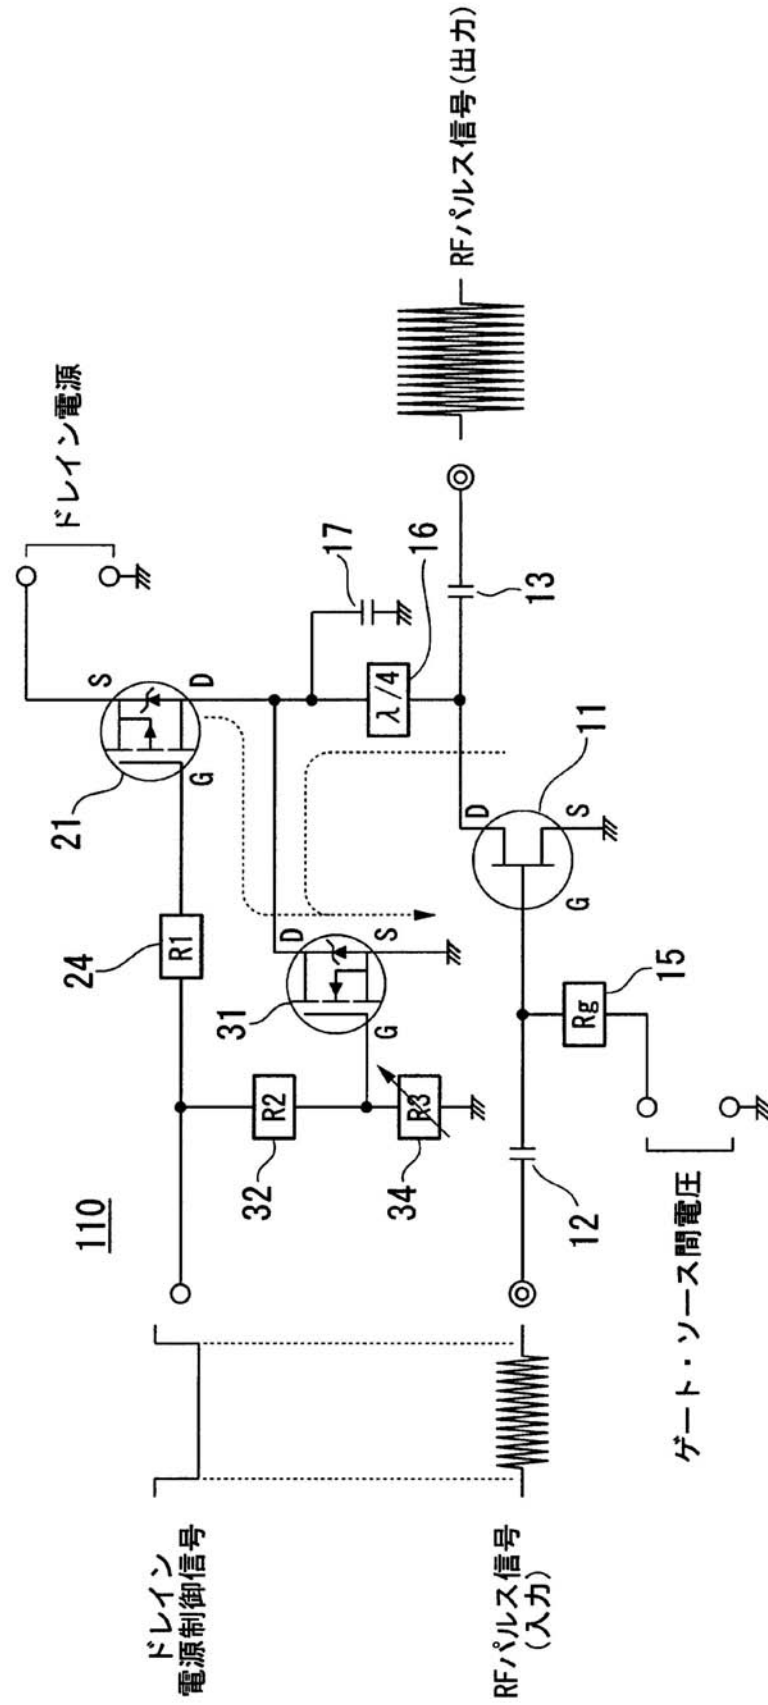 110
ドレイン
電源制御信号
RFパルス信号
(入力)
ドレイン電源
RFパルス信号(出力)
ゲート・ソース間電圧
21
S
D
G
24
R1
31
D
S
G
32
R2
34
R3
17
16
λ/4
13
11
D
S
G
12
15
Rg